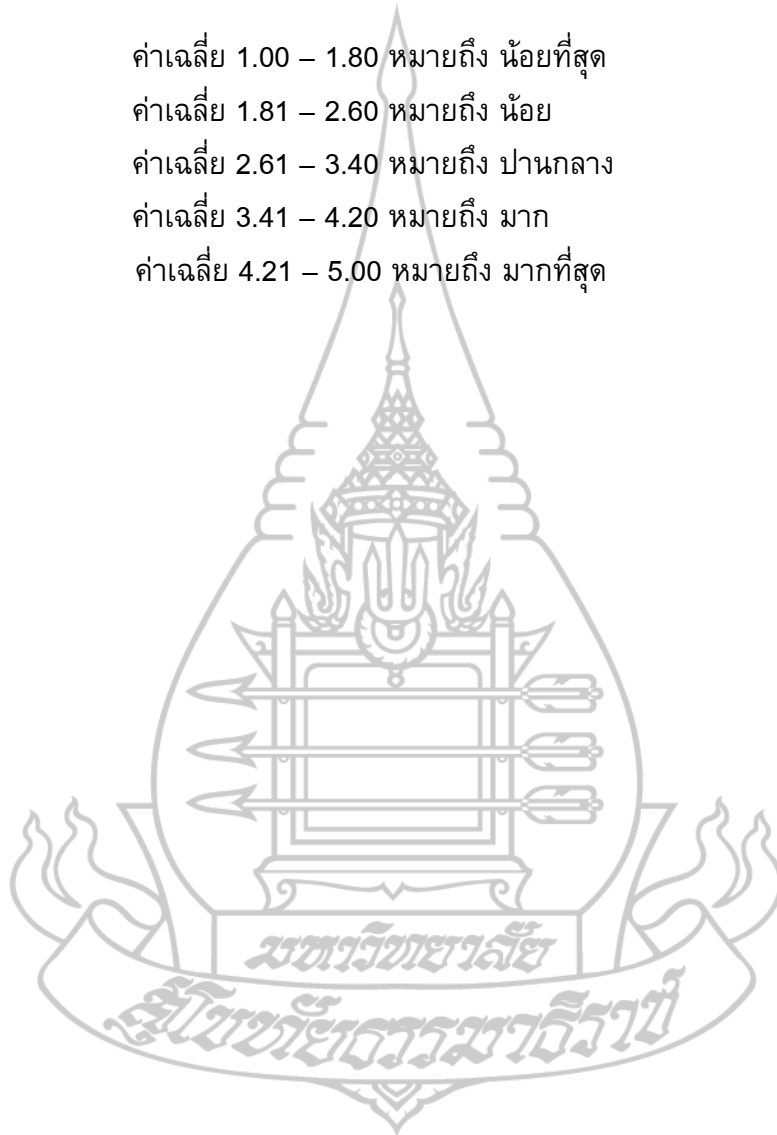 ค่าเฉลี่ย 1.00 – 1.80 หมายถึง น้อยที่สุด
ค่าเฉลี่ย 1.81 – 2.60 หมายถึง น้อย
ค่าเฉลี่ย 2.61 – 3.40 หมายถึง ปานกลาง
ค่าเฉลี่ย 3.41 – 4.20 หมายถึง มาก
ค่าเฉลี่ย 4.21 – 5.00 หมายถึง มากที่สุด
มหาวิทยาลัย
สุโขทัยธรรมาธิราช